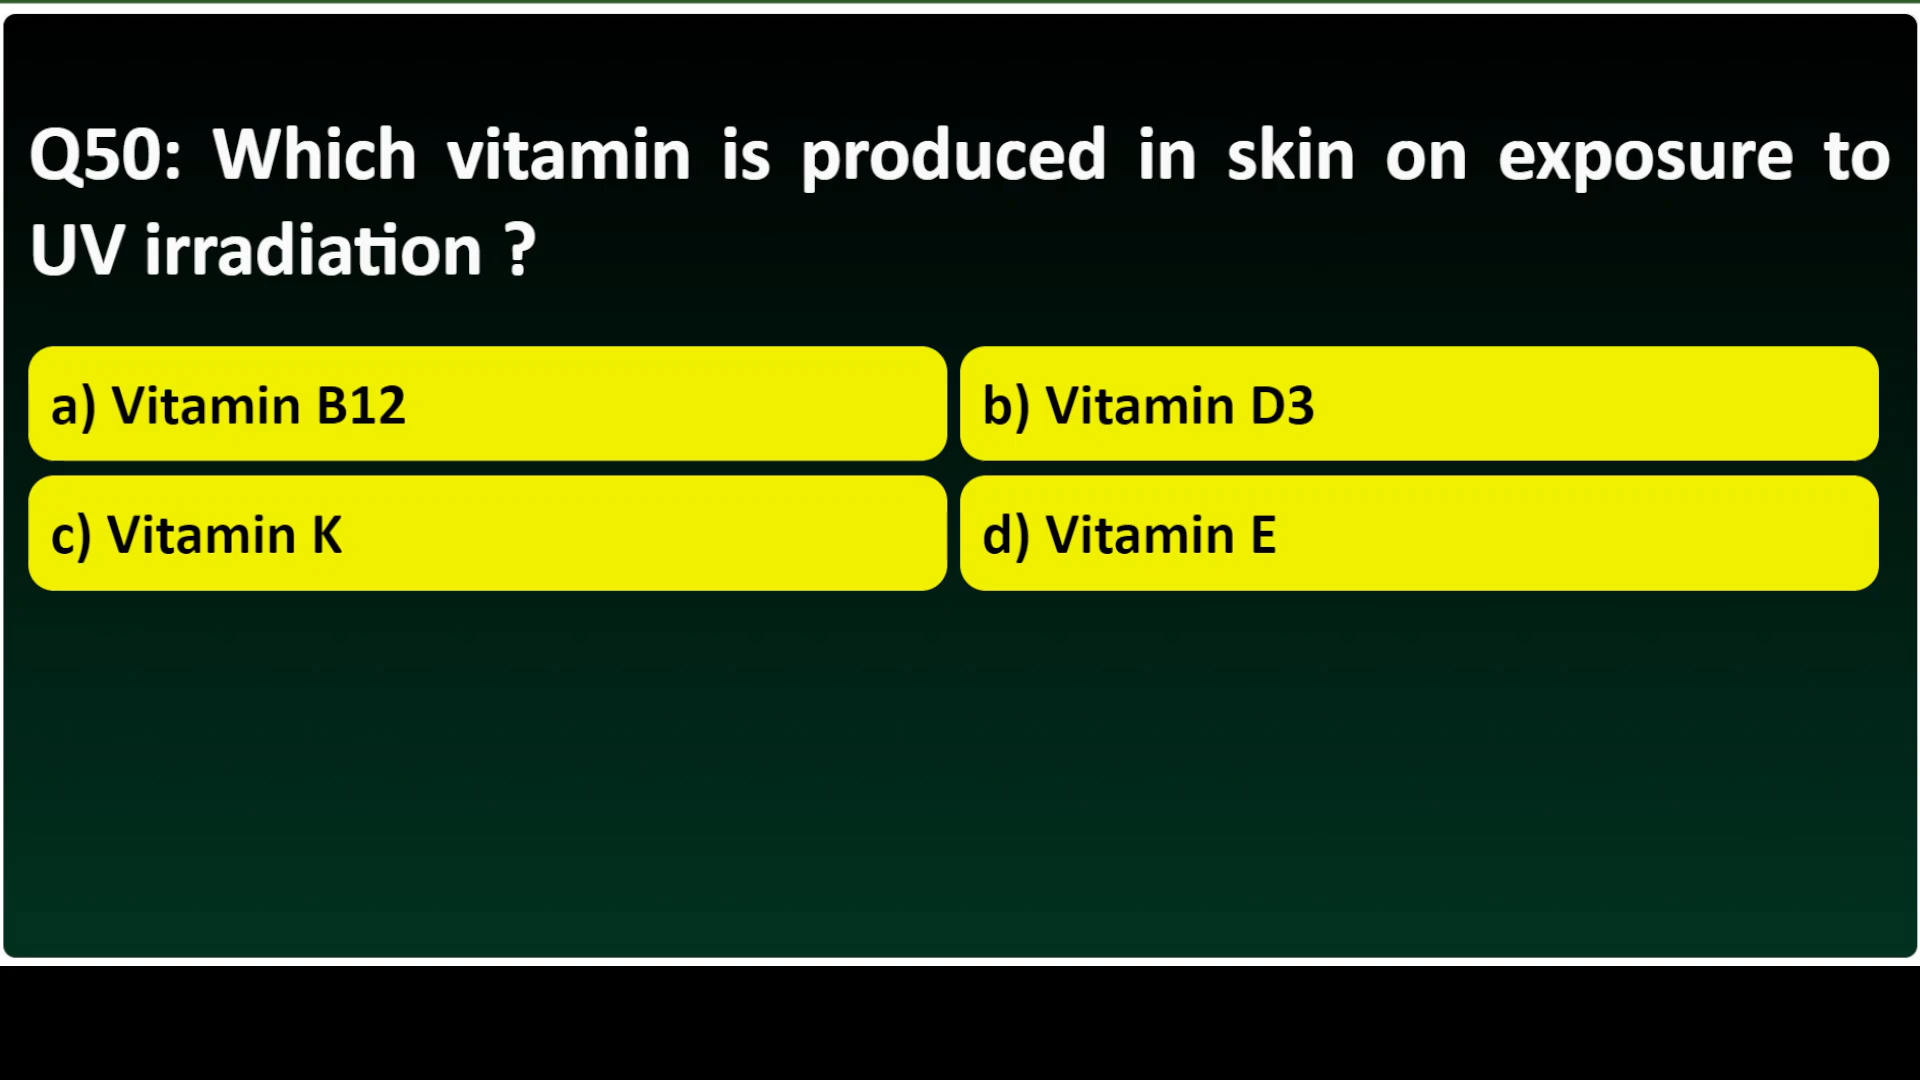 Q50: Which vitamin is produced in skin on exposure to
UV irradiation ?
a) Vitamin B12
b) Vitamin D3
c) Vitamin K
d) Vitamin E